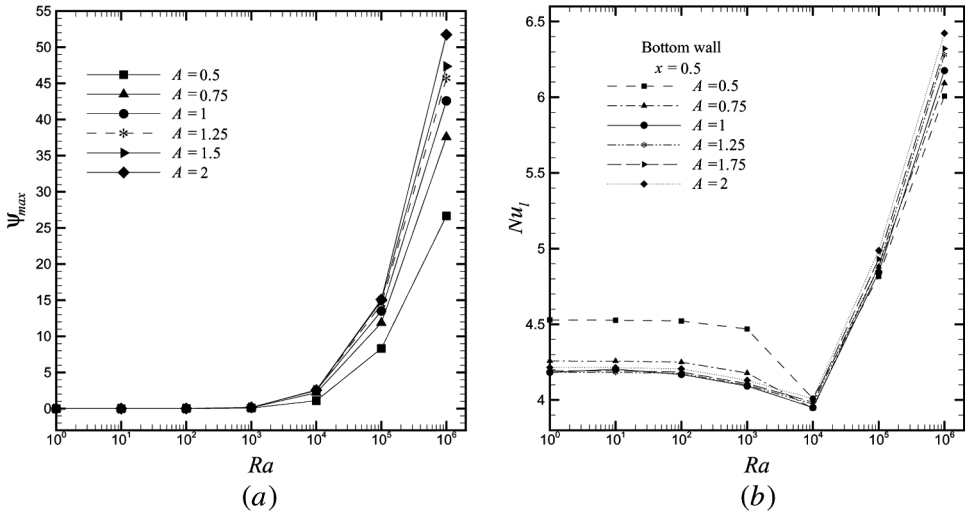 55
50
45
40
35
30
25
20
15
10
5
0
Ψmax
A = 0.5
A = 0.75
A = 1
A = 1.25
A = 1.5
A = 2
10⁰ 10¹ 10² 10³ 10⁴ 10⁵ 10⁶
Ra
(a)
6.5
6
5.5
5
4.5
4
Nu_l
Bottom wall
x = 0.5
A = 0.5
A = 0.75
A = 1
A = 1.25
A = 1.75
A = 2
10⁰ 10¹ 10² 10³ 10⁴ 10⁵ 10⁶
Ra
(b)